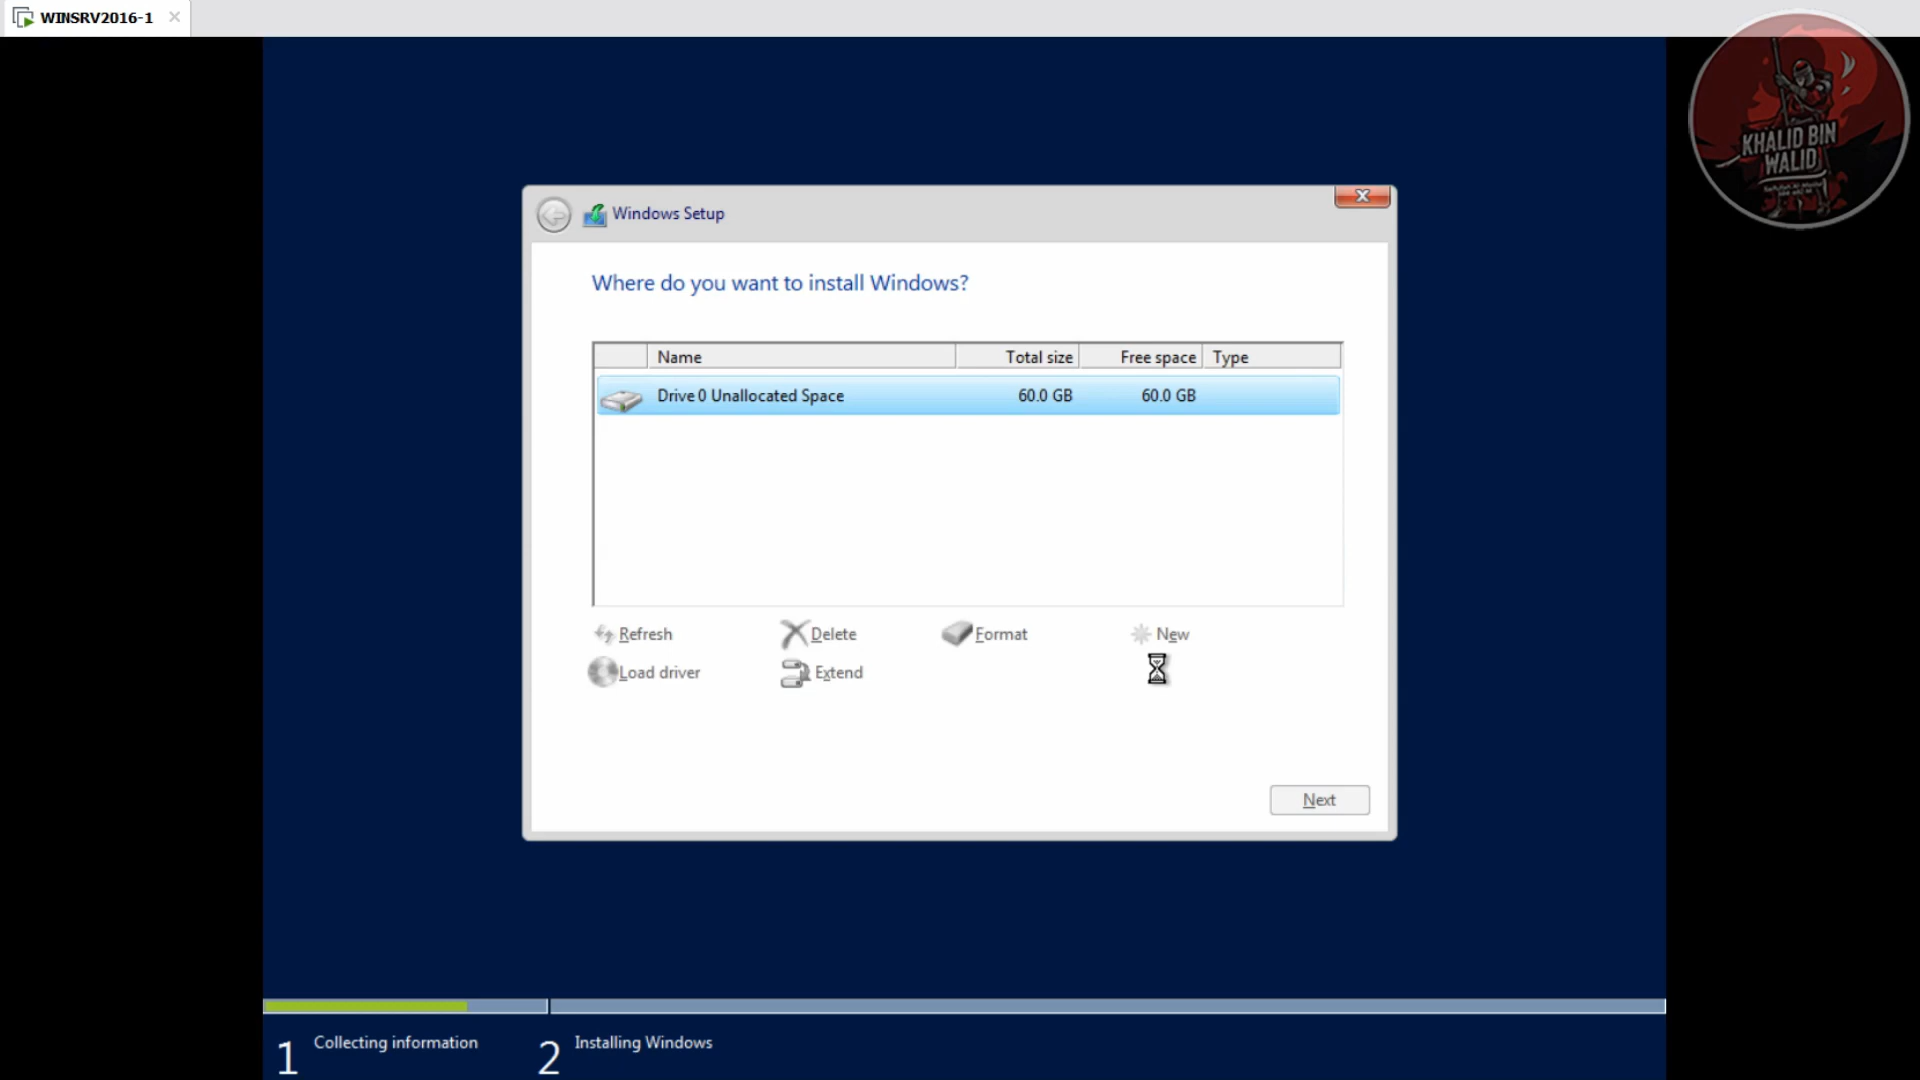 WINSRV2016-1
KHALID BIN
WALID
Windows Setup
Where do you want to install Windows?
Name Total size Free space Type
Drive 0 Unallocated Space 60.0 GB 60.0 GB
Refresh Delete Format New
Load driver Extend
Next
1 Collecting information 2 Installing Windows